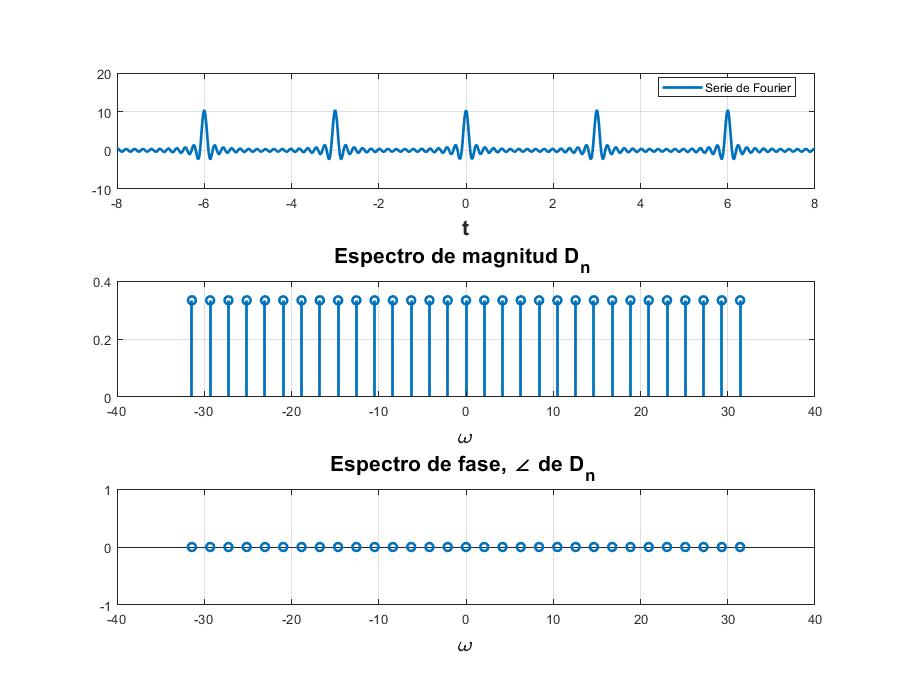 20
10
0
-10
Serie de Fourier
-8 -6 -4 -2 0 2 4 6 8
t
Espectro de magnitud Dn
0.4
0.2
0
-40 -30 -20 -10 0 10 20 30 40
ω
Espectro de fase, ∠ de Dn
1
0
-1
-40 -30 -20 -10 0 10 20 30 40
ω